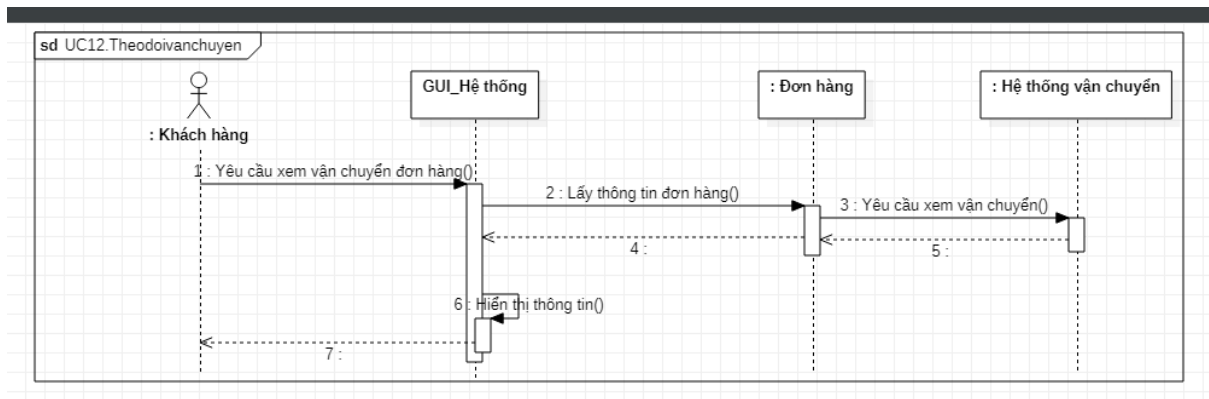 sd UC12.Theodoivanchuyen
GUI_Hệ thống
: Đơn hàng
: Hệ thống vận chuyển
: Khách hàng
1 : Yêu cầu xem vận chuyển đơn hàng()
2 : Lấy thông tin đơn hàng()
3 : Yêu cầu xem vận chuyển()
4 :
5 :
6 : Hiển thị thông tin()
7 :